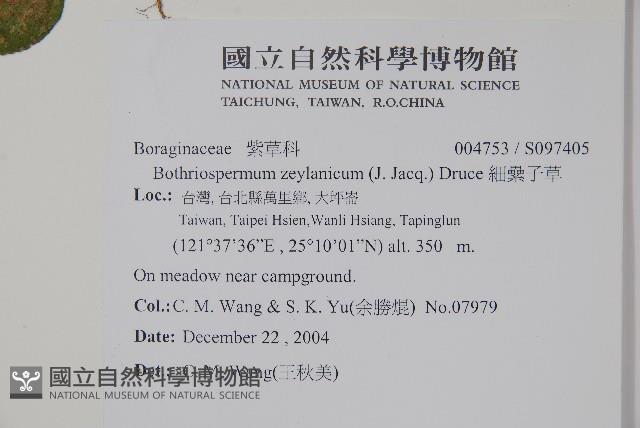 國立自然科學博物館
NATIONAL MUSEUM OF NATURAL SCIENCE
TAICHUNG, TAIWAN, R.O.CHINA
Boraginaceae 紫草科 004753 / S097405
Bothriospermum zeylanicum (J. Jacq.) Druce 細纍子草
Loc.: 台灣, 台北縣萬里鄉, 大坪崙
Taiwan, Taipei Hsien,Wanli Hsiang, Tapinglun
(121°37'36”E , 25°10'01”N) alt. 350 m.
On meadow near campground.
Col.: C. M. Wang & S. K. Yu(余勝焜) No.07979
Date: December 22 , 2004
Det.: C. M. Wang(王秋美)
國立自然科學博物館
NATIONAL MUSEUM OF NATURAL SCIENCE